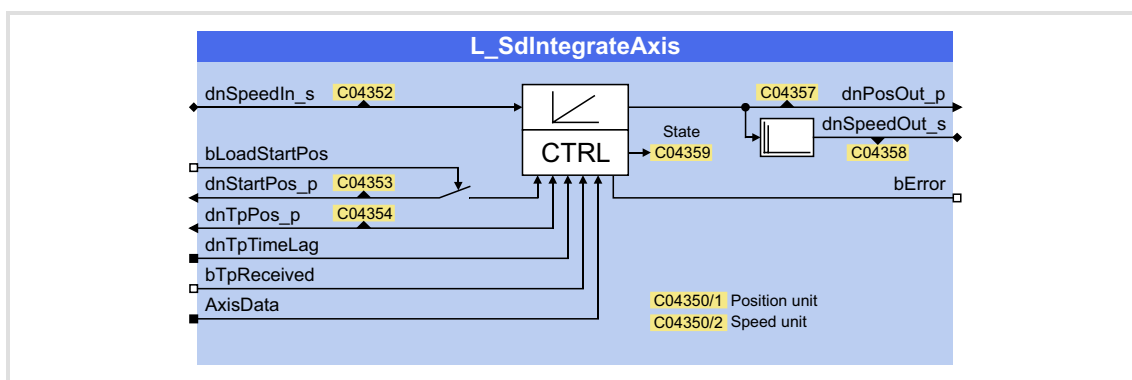 L_SdIntegrateAxis
dnSpeedIn_s C04352
C04357 dnPosOut_p
dnSpeedOut_s
State
C04358
CTRL
C04359
bLoadStartPos
bError
dnStartPos_p C04353
dnTpPos_p C04354
dnTpTimeLag
bTpReceived
AxisData
C04350/1 Position unit
C04350/2 Speed unit